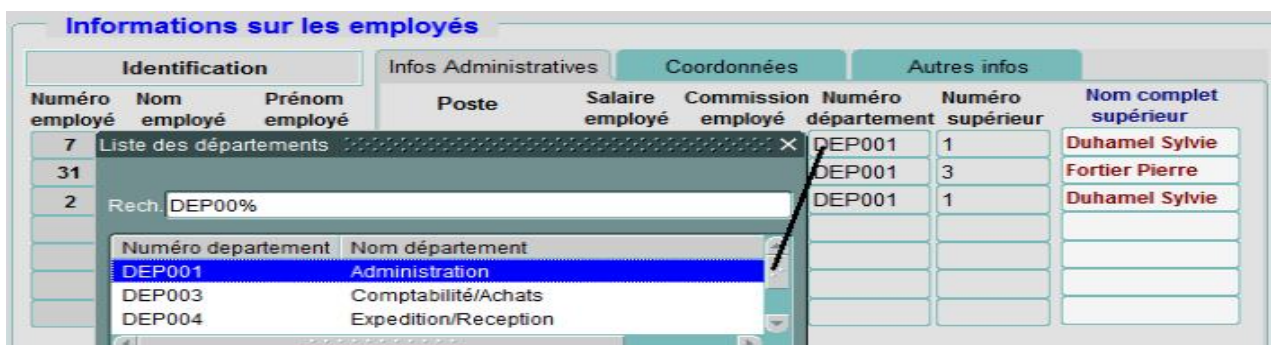 Informations sur les employés
Identification Infos Administratives Coordonnées Autres infos
Numéro employé Nom employé Prénom employé Poste Salaire employé Commission employé Numéro département Numéro supérieur Nom complet supérieur
7 Liste des départements DEP001 1 Duhamel Sylvie
31 DEP001 3 Fortier Pierre
2 Rech. DEP00% DEP001 1 Duhamel Sylvie
Numéro departement Nom département
DEP001 Administration
DEP003 Comptabilité/Achats
DEP004 Expedition/Reception